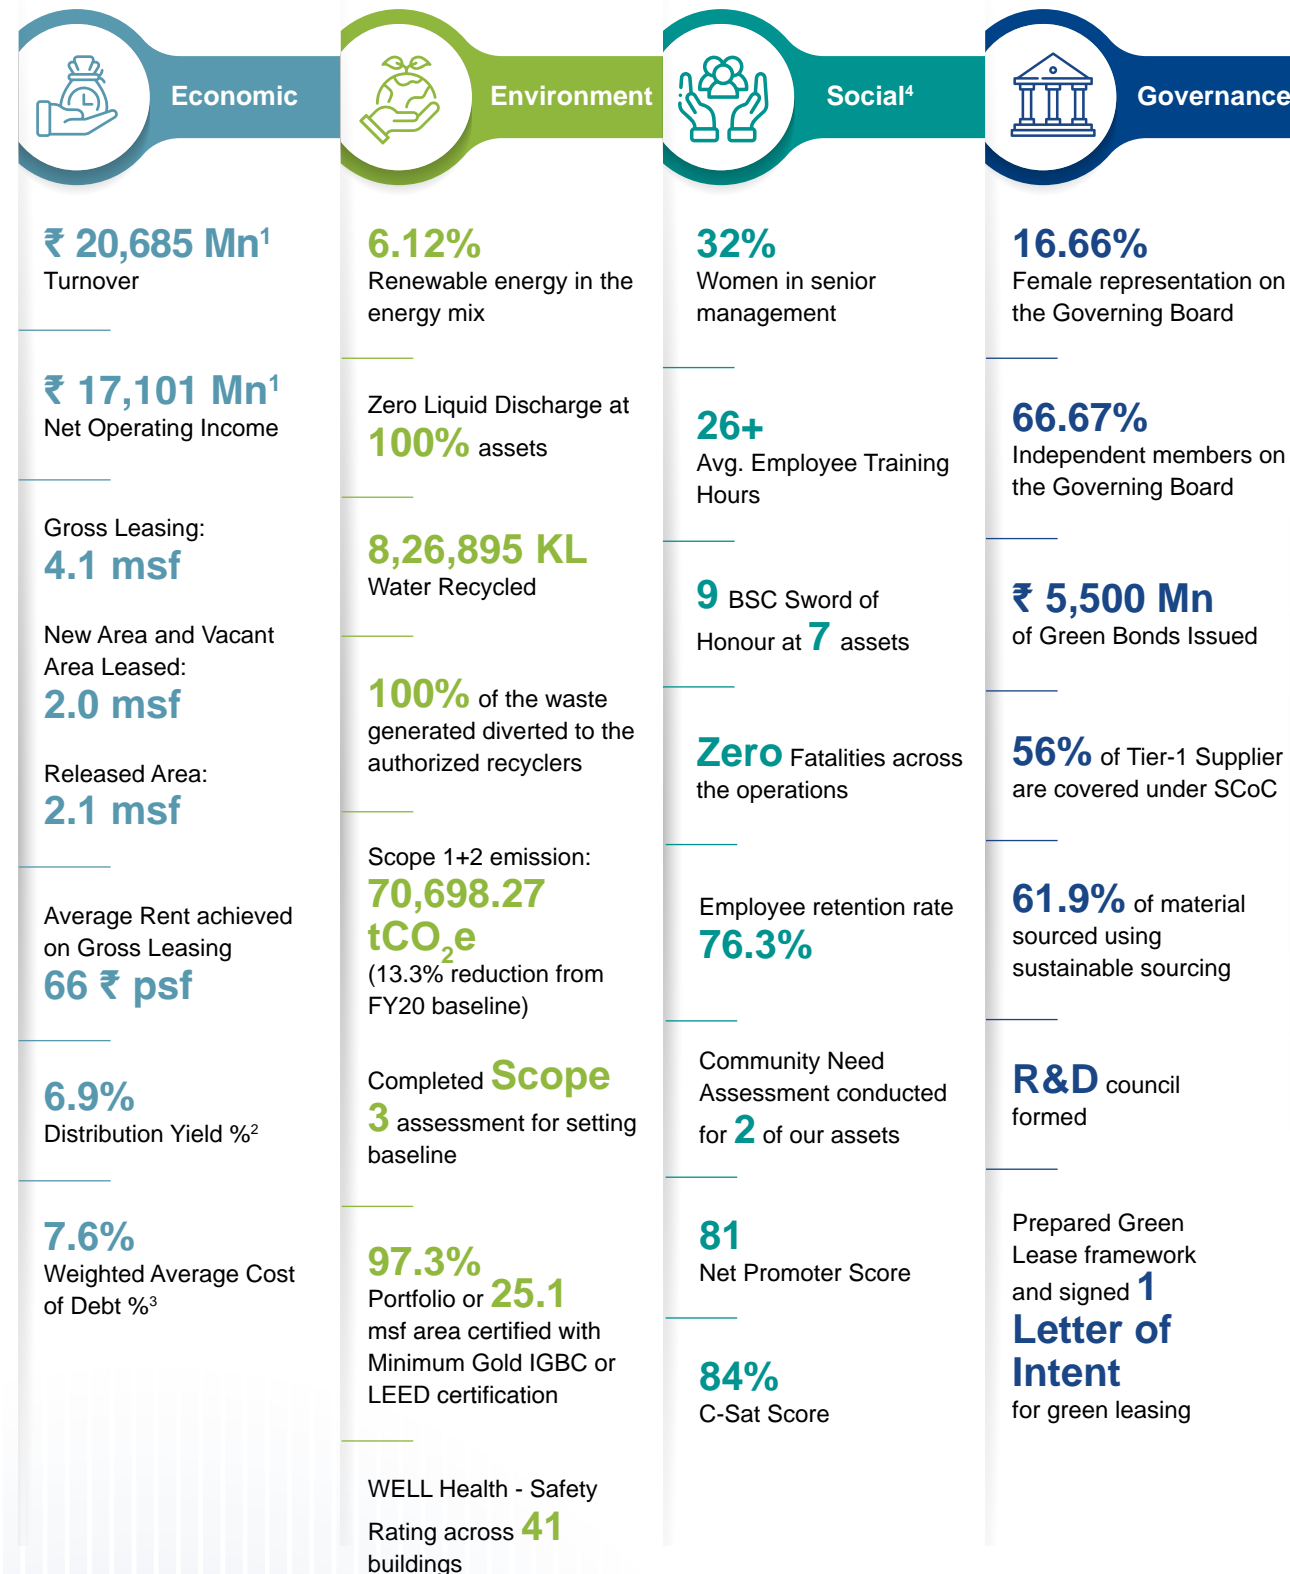 Economic
₹ 20,685 Mn¹
Turnover
₹ 17,101 Mn¹
Net Operating Income
Gross Leasing:
4.1 msf
New Area and Vacant
Area Leased:
2.0 msf
Released Area:
2.1 msf
Average Rent achieved
on Gross Leasing
66 ₹ psf
6.9%
Distribution Yield %²
7.6%
Weighted Average Cost
of Debt %³
Environment
6.12%
Renewable energy in the
energy mix
Zero Liquid Discharge at
100% assets
8,26,895 KL
Water Recycled
100% of the waste
generated diverted to the
authorized recyclers
Scope 1+2 emission:
70,698.27
tCO₂e
(13.3% reduction from
FY20 baseline)
Completed Scope
3 assessment for setting
baseline
97.3%
Portfolio or 25.1
msf area certified with
Minimum Gold IGBC or
LEED certification
WELL Health - Safety
Rating across 41
buildings
Social⁴
32%
Women in senior
management
26+
Avg. Employee Training
Hours
9 BSC Sword of
Honour at 7 assets
Zero Fatalities across
the operations
Employee retention rate
76.3%
Community Need
Assessment conducted
for 2 of our assets
81
Net Promoter Score
84%
C-Sat Score
Governance
16.66%
Female representation on
the Governing Board
66.67%
Independent members on
the Governing Board
₹ 5,500 Mn
of Green Bonds Issued
56% of Tier-1 Supplier
are covered under SCoC
61.9% of material
sourced using
sustainable sourcing
R&D council
formed
Prepared Green
Lease framework
and signed 1
Letter of
Intent
for green leasing